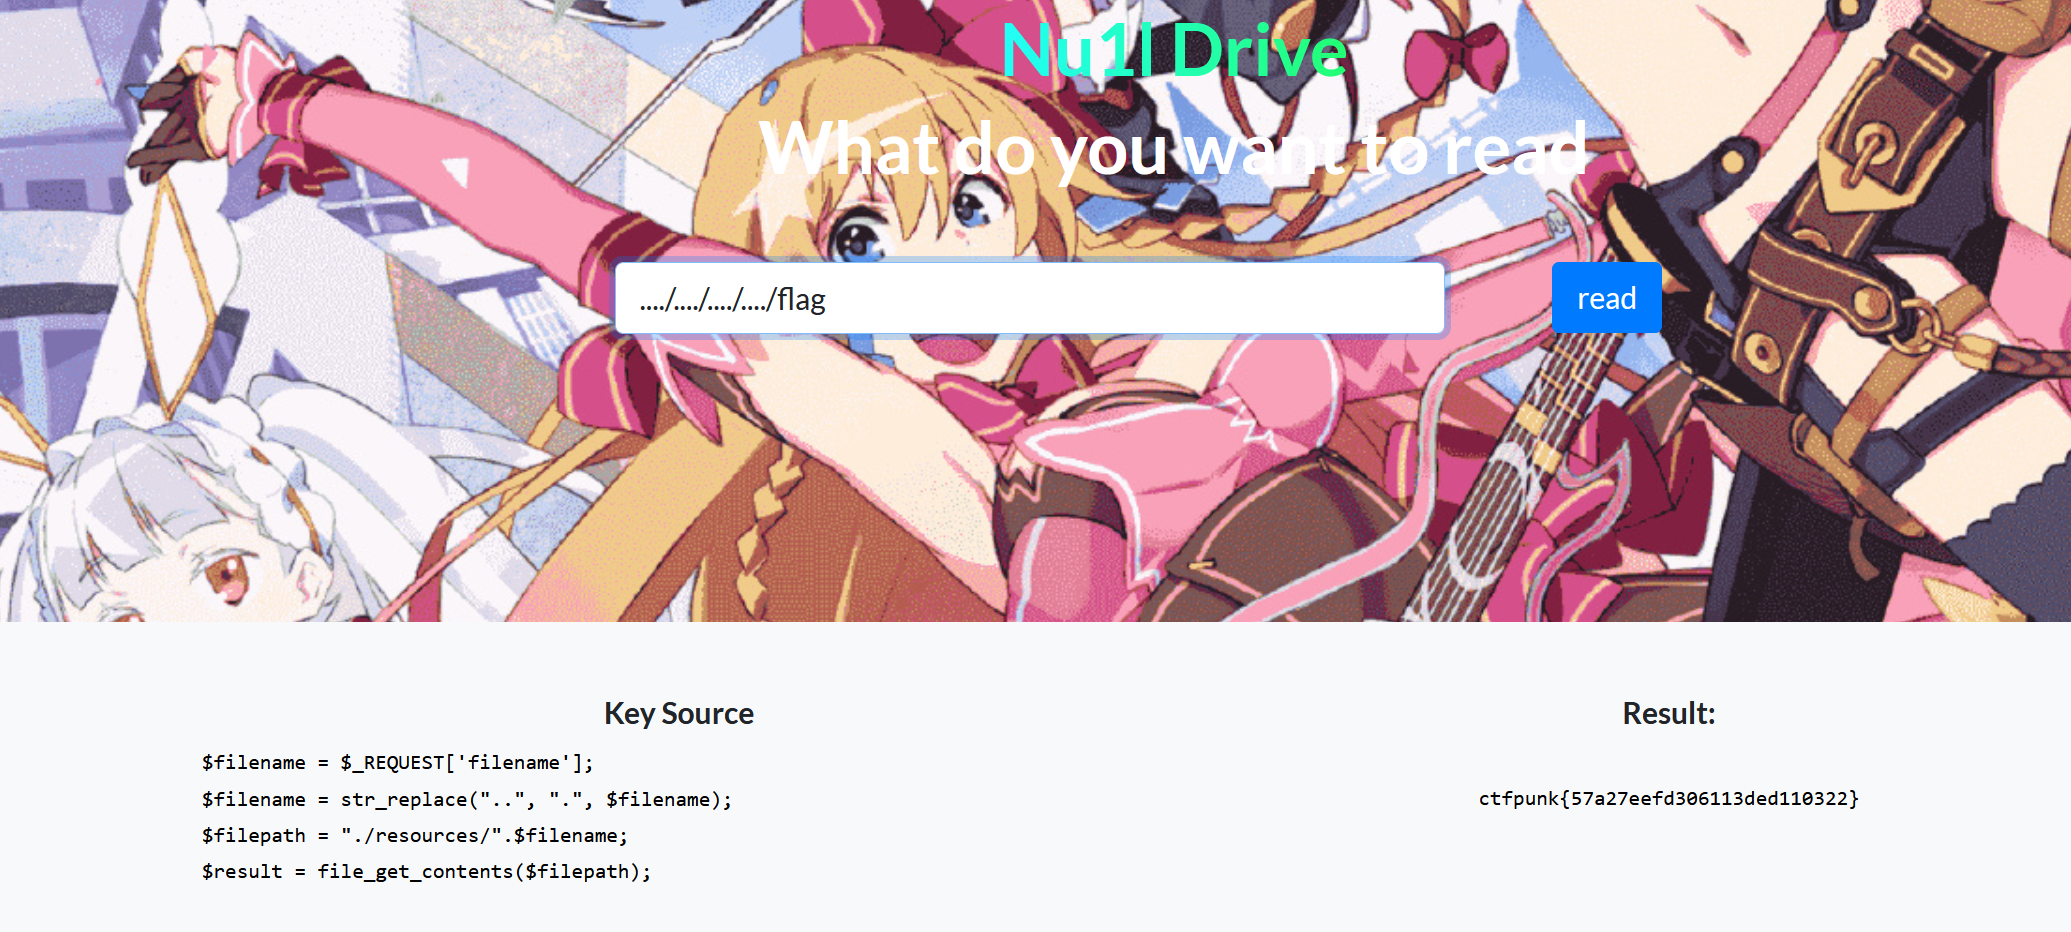 Nu1l Drive
What do you want to read
..../..../..../..../flag
read
Key Source
$filename = $_REQUEST['filename'];
$filename = str_replace("..", ".", $filename);
$filepath = "./resources/".$filename;
$result = file_get_contents($filepath);
Result:
ctfpunk{57a27eefd306113ded110322}